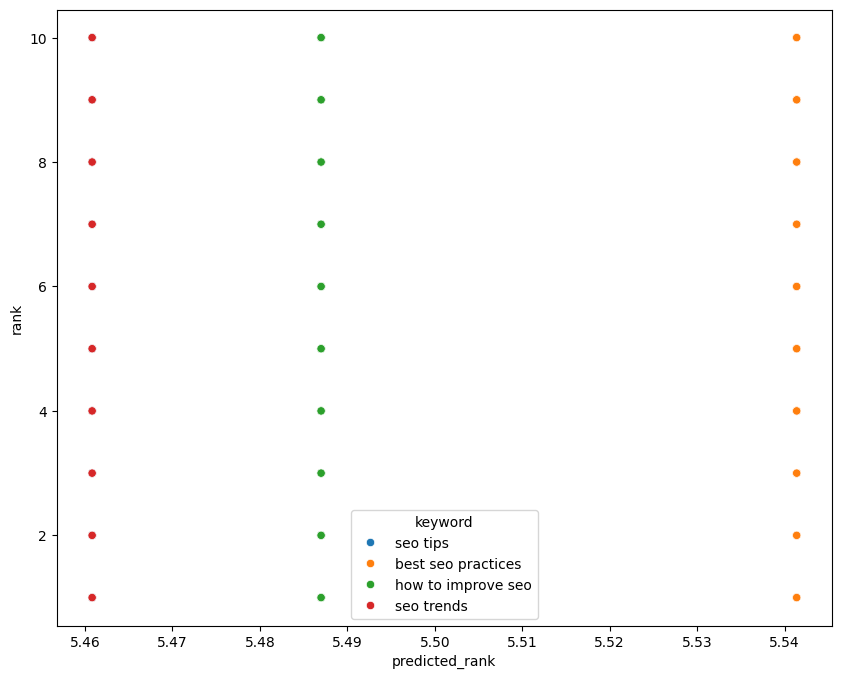 10
8
6
4
2
rank
keyword
seo tips
best seo practices
how to improve seo
seo trends
5.46 5.47 5.48 5.49 5.50 5.51 5.52 5.53 5.54
predicted_rank